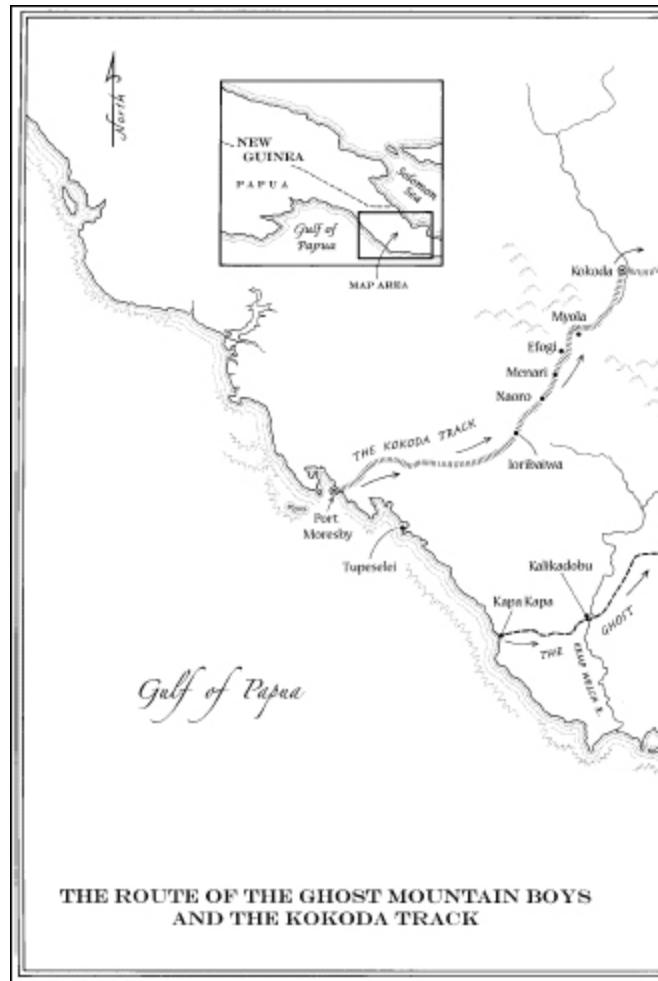 North
NEW
GUINEA
PAPUA
Solomon
Sea
Gulf of
Papua
MAP AREA
Kokoda
Myola
Efogi
Menari
Naoro
THE KOKODA TRACK
Ioribaiwa
Port
Moresby
Tupeselei
Kalikadobu
Kapa Kapa
THE GHOST
KEMP WELCH R.
Gulf of Papua
THE ROUTE OF THE GHOST MOUNTAIN BOYS
AND THE KOKODA TRACK